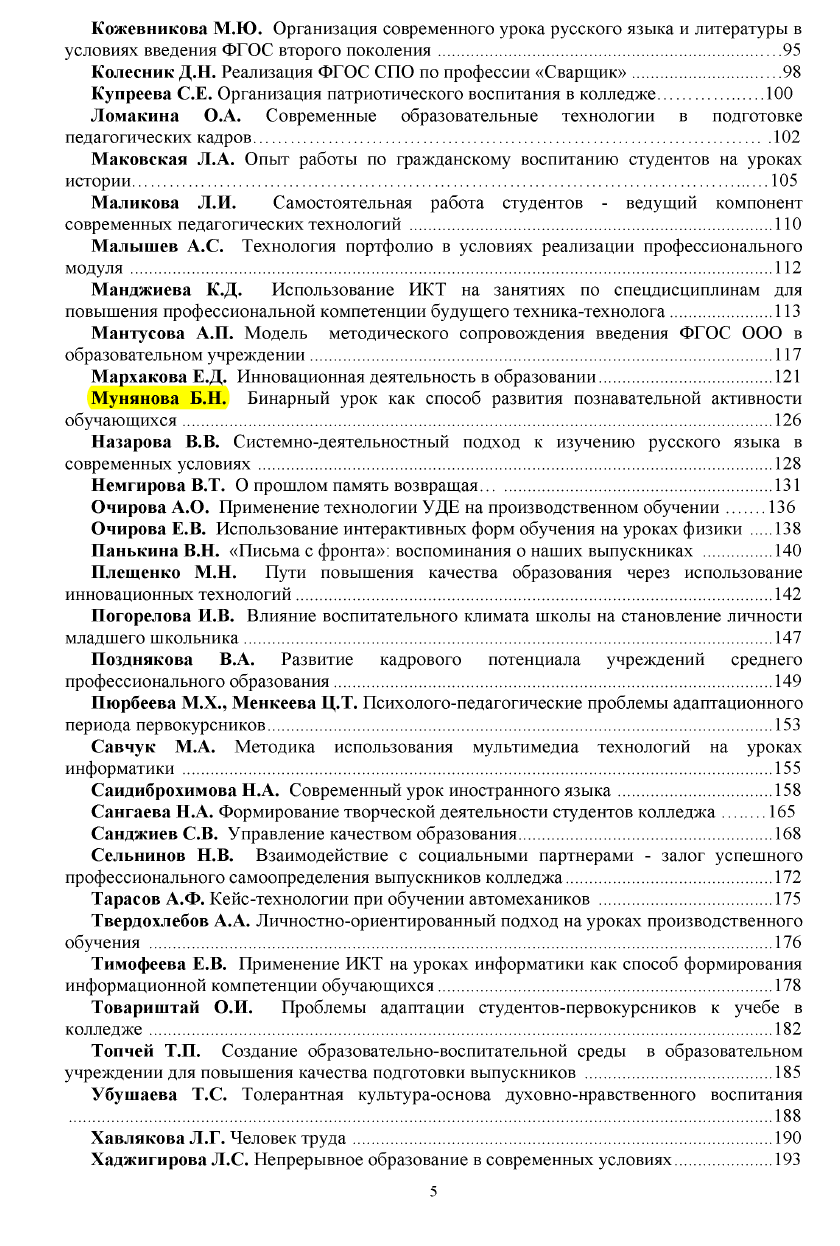 Кожевникова М.Ю. Организация современного урока русского языка и литературы в
условиях введения ФГОС второго поколения ...........................................................95
Колесник Д.Н. Реализация ФГОС СПО по профессии «Сварщик» ..........................98
Купреева С.Е. Организация патриотического воспитания в колледже..................100
Ломакина О.А. Современные образовательные технологии в подготовке
педагогических кадров...........................................................................................102
Маковская Л.А. Опыт работы по гражданскому воспитанию студентов на уроках
истории..................................................................................................................105
Маликова Л.И. Самостоятельная работа студентов - ведущий компонент
современных педагогических технологий ................................................................110
Малышев А.С. Технология портфолио в условиях реализации профессионального
модуля ..................................................................................................................112
Манджиева К.Д. Использование ИКТ на занятиях по спецдисциплинам для
повышения профессиональной компетенции будущего техника-технолога ..................113
Мантусова А.П. Модель методического сопровождения введения ФГОС ООО в
образовательном учреждении ..................................................................................117
Мархакова Е.Д. Инновационная деятельность в образовании...............................121
Мунянова Б.Н. Бинарный урок как способ развития познавательной активности
обучающихся ........................................................................................................126
Назарова В.В. Системно-деятельностный подход к изучению русского языка в
современных условиях ...........................................................................................128
Немгирова В.Т. О прошлом память возвращая… ................................................131
Очирова А.О. Применение технологии УДЕ на производственном обучении .......136
Очирова Е.В. Использование интерактивных форм обучения на уроках физики .....138
Панькина В.Н. «Письма с фронта»: воспоминания о наших выпускниках .............140
Плещенко М.Н. Пути повышения качества образования через использование
инновационных технологий ....................................................................................142
Погорелова И.В. Влияние воспитательного климата школы на становление личности
младшего школьника .............................................................................................147
Позднякова В.А. Развитие кадрового потенциала учреждений среднего
профессионального образования .............................................................................149
Пюрбеева М.Х., Менкеева Ц.Т. Психолого-педагогические проблемы адаптационного
периода первокурсников.........................................................................................153
Савчук М.А. Методика использования мультимедиа технологий на уроках
информатики ........................................................................................................155
Саидиброхимова Н.А. Современный урок иностранного языка ............................158
Сангаева Н.А. Формирование творческой деятельности студентов колледжа ........165
Санджиев С.В. Управление качеством образования.............................................168
Сельнинов Н.В. Взаимодействие с социальными партнерами - залог успешного
профессионального самоопределения выпускников колледжа.....................................172
Тарасов А.Ф. Кейс-технологии при обучении автомехаников ..............................175
Твердохлебов А.А. Личностно-ориентированный подход на уроках производственного
обучения ..............................................................................................................176
Тимофеева Е.В. Применение ИКТ на уроках информатики как способ формирования
информационной компетенции обучающихся............................................................178
Товариштай О.И. Проблемы адаптации студентов-первокурсников к учебе в
колледже ..............................................................................................................182
Топчей Т.П. Создание образовательно-воспитательной среды в образовательном
учреждении для повышения качества подготовки выпускников .................................185
Убушаева Т.С. Толерантная культура-основа духовно-нравственного воспитания
............................................................................................................................188
Хавлякова Л.Г. Человек труда ..........................................................................190
Хаджигирова Л.С. Непрерывное образование в современных условиях..................193
5